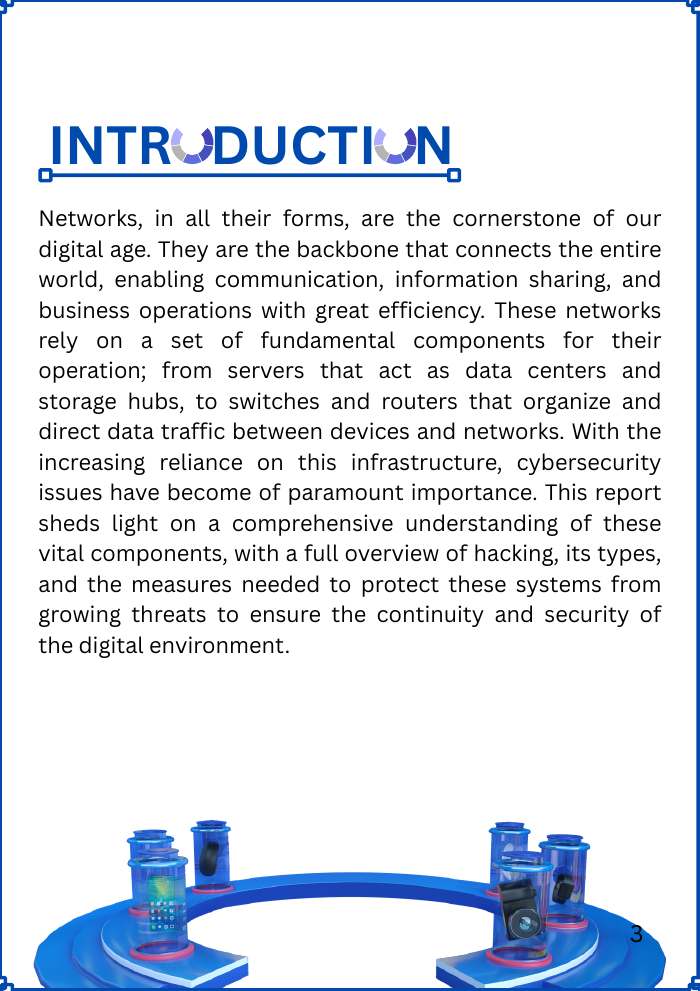 INTRODUCTION
Networks, in all their forms, are the cornerstone of our
digital age. They are the backbone that connects the entire
world, enabling communication, information sharing, and
business operations with great efficiency. These networks
rely on a set of fundamental components for their
operation; from servers that act as data centers and
storage hubs, to switches and routers that organize and
direct data traffic between devices and networks. With the
increasing reliance on this infrastructure, cybersecurity
issues have become of paramount importance. This report
sheds light on a comprehensive understanding of these
vital components, with a full overview of hacking, its types,
and the measures needed to protect these systems from
growing threats to ensure the continuity and security of
the digital environment.
3